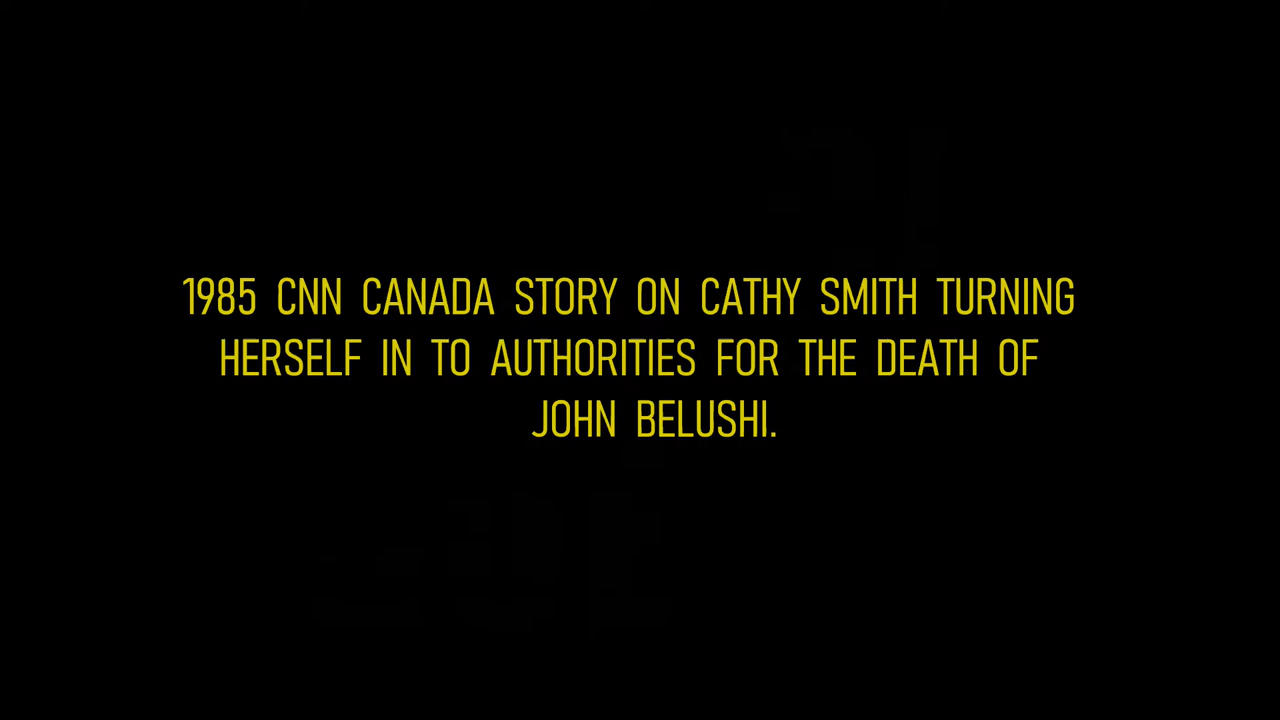 1985 CNN CANADA STORY ON CATHY SMITH TURNING
HERSELF IN TO AUTHORITIES FOR THE DEATH OF
JOHN BELUSHI.